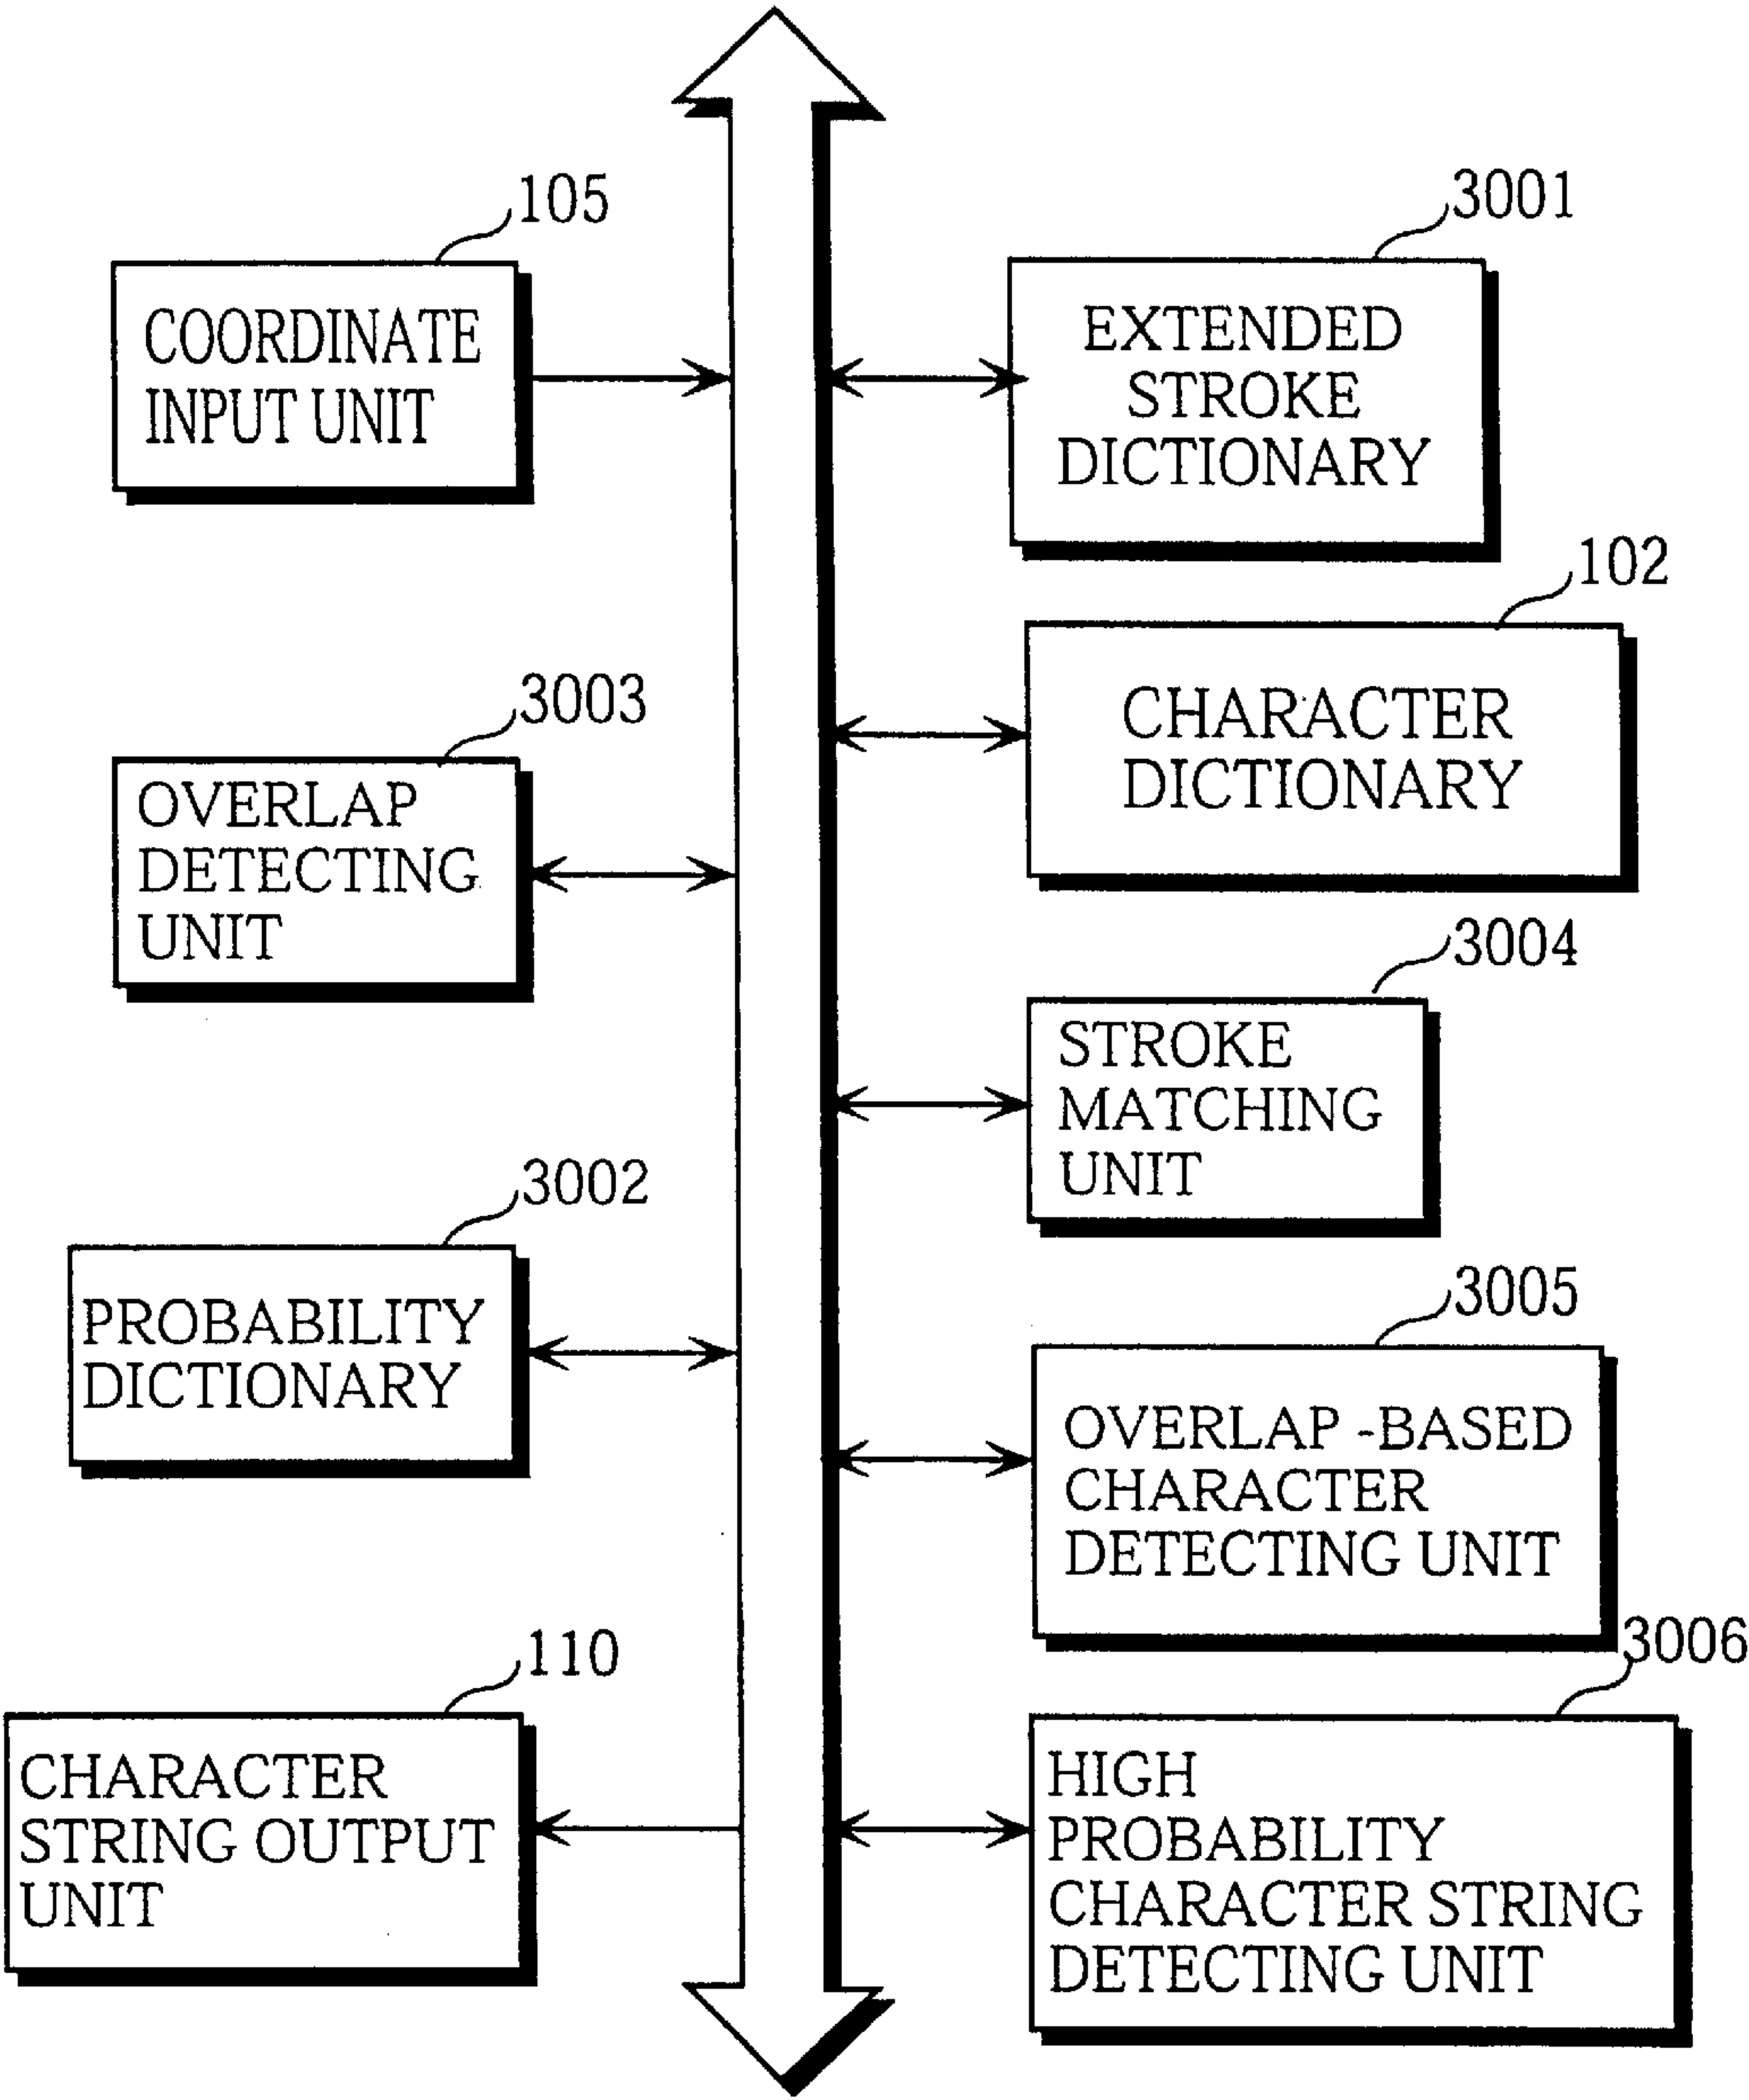 105
COORDINATE
INPUT UNIT
3001
EXTENDED
STROKE
DICTIONARY
102
CHARACTER
DICTIONARY
3003
OVERLAP
DETECTING
UNIT
3004
STROKE
MATCHING
UNIT
3002
PROBABILITY
DICTIONARY
3005
OVERLAP -BASED
CHARACTER
DETECTING UNIT
110
CHARACTER
STRING OUTPUT
UNIT
3006
HIGH
PROBABILITY
CHARACTER STRING
DETECTING UNIT